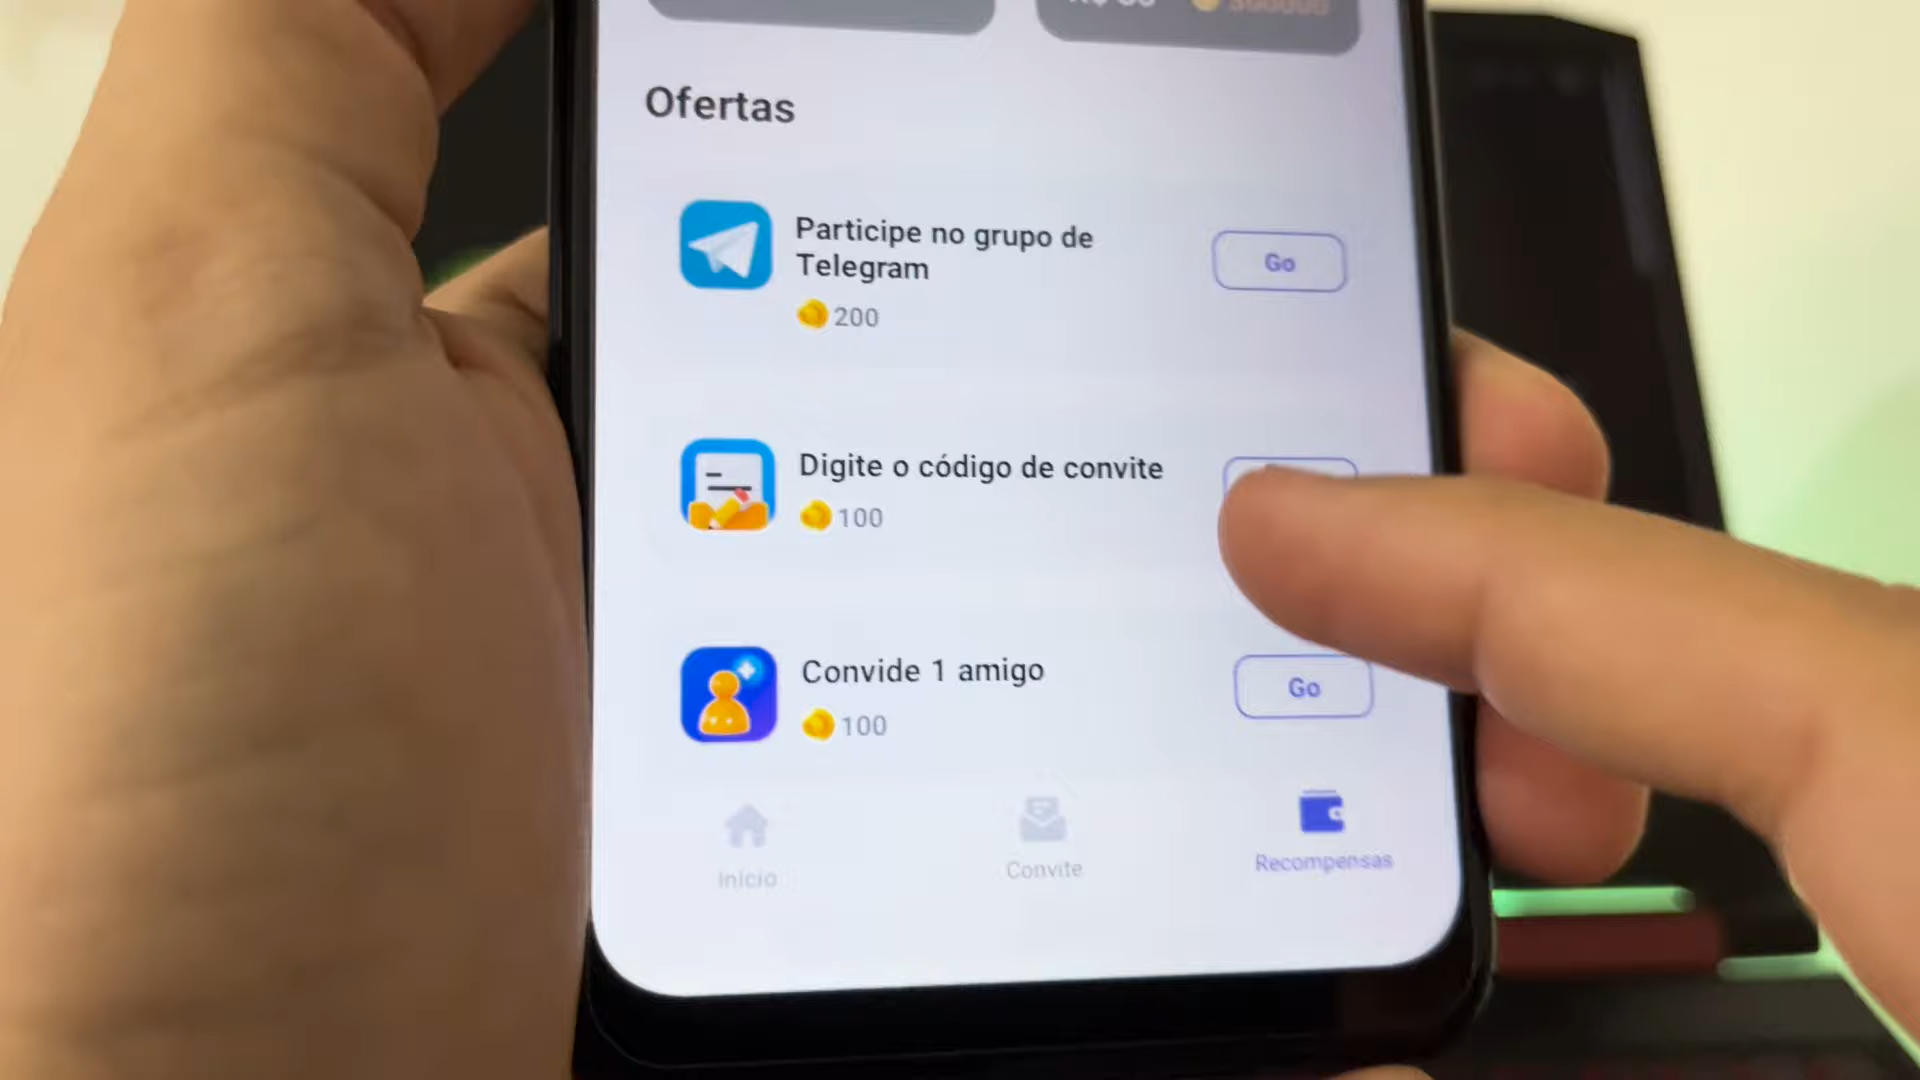 Ofertas
Participe no grupo de
Telegram
200
Go
Digite o código de convite
100
Convide 1 amigo
100
Go
Início
Convite
Recompensas